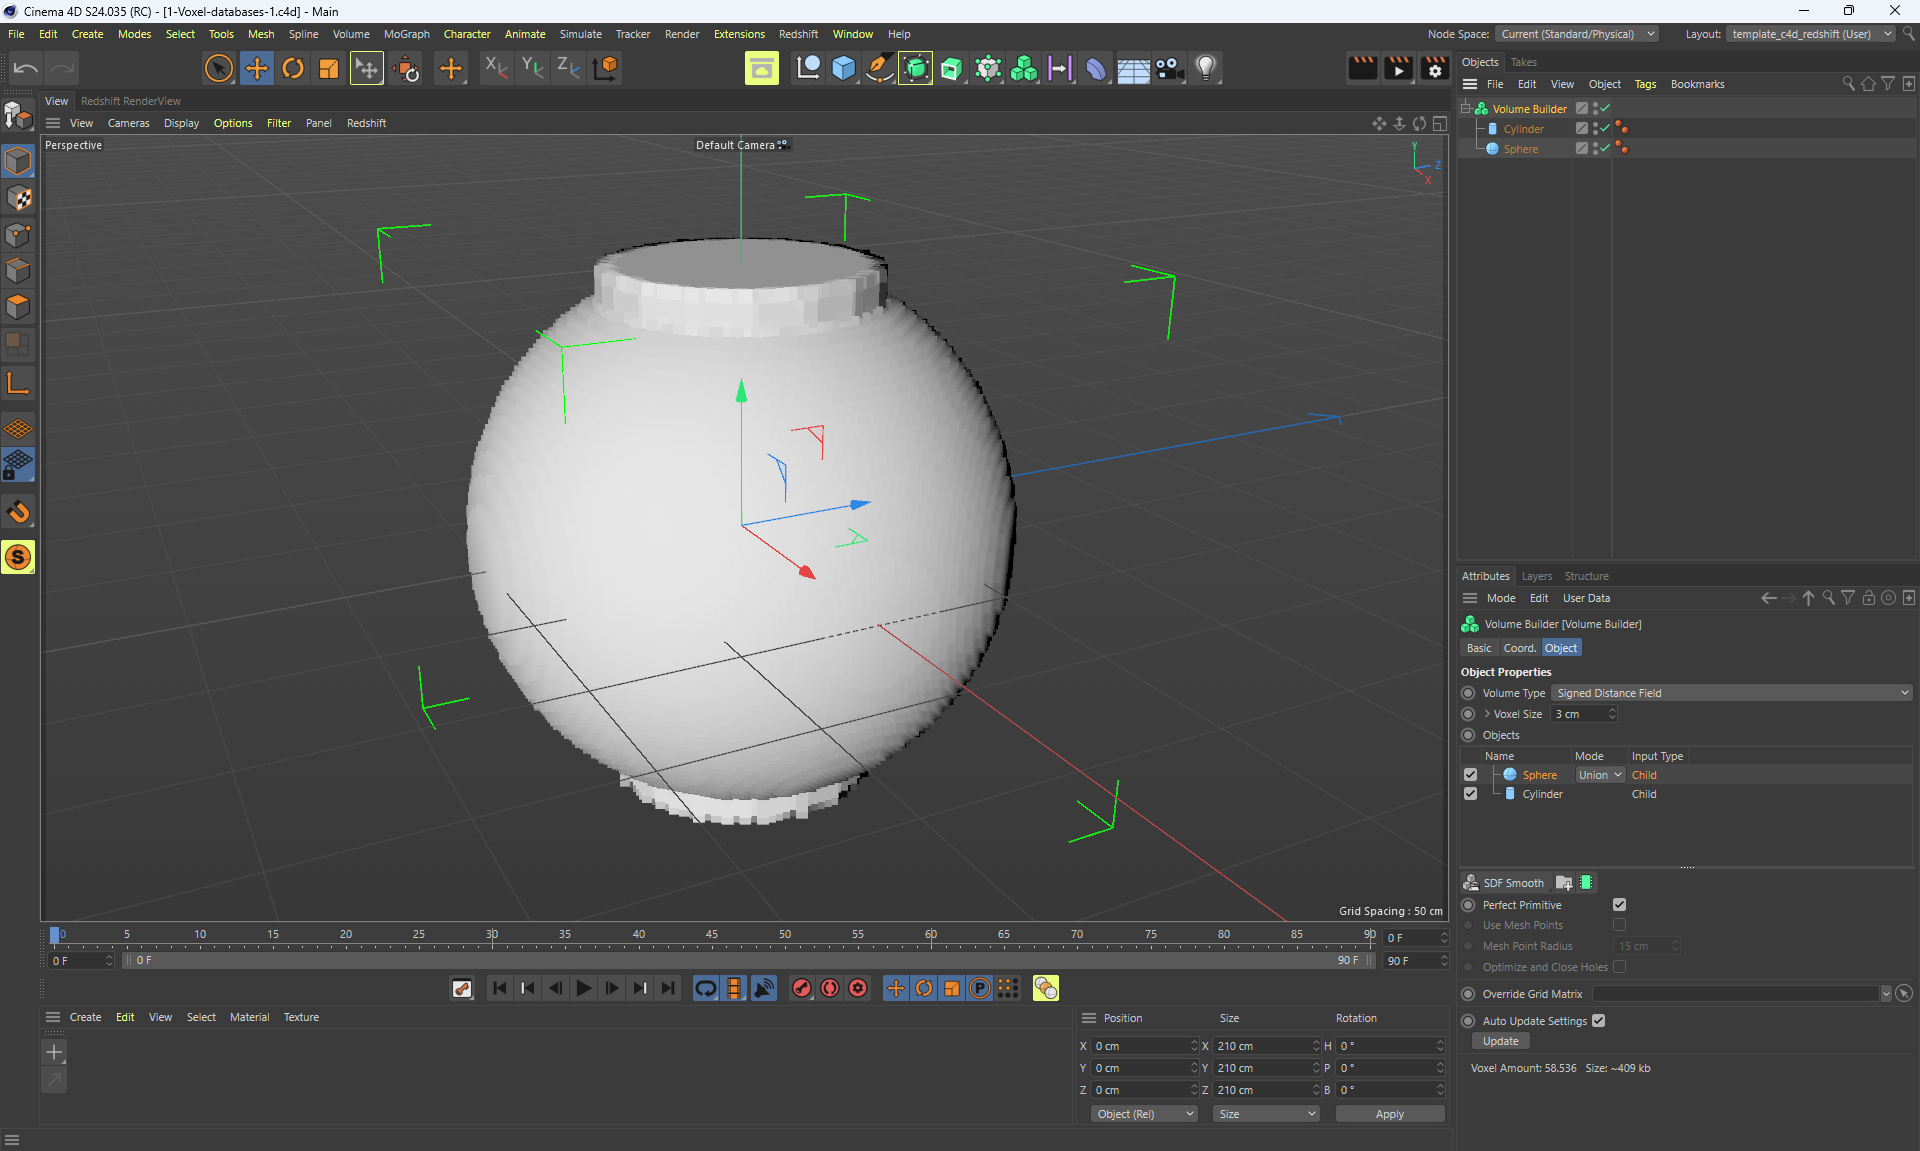 Cinema 4D S24.035 (RC) - [1-Voxel-databases-1.c4d] - Main
File Edit Create Modes Select Tools Mesh Spline Volume MoGraph Character Animate Simulate Tracker Render Extensions Redshift Window Help
Node Space: Current (Standard/Physical) Layout: template_c4d_redshift (User)
X Y Z
Objects Takes
File Edit View Object Tags Bookmarks
Volume Builder
Cylinder
Sphere
View Redshift RenderView
View Cameras Display Options Filter Panel Redshift
Perspective
Default Camera
Y
Z
X
Grid Spacing : 50 cm
Attributes Layers Structure
Mode Edit User Data
Volume Builder [Volume Builder]
Basic Coord. Object
Object Properties
Volume Type Signed Distance Field
Voxel Size 3 cm
Objects
Name Mode Input Type
Sphere Union Child
Cylinder Child
SDF Smooth
Perfect Primitive
Use Mesh Points
Mesh Point Radius 15 cm
Optimize and Close Holes
Override Grid Matrix
Auto Update Settings
Update
Voxel Amount: 58.536 Size: ~409 kb
0 5 10 15 20 25 30 35 40 45 50 55 60 65 70 75 80 85 90 0 F
0 F 0 F 90 F 90 F
P
S
Create Edit View Select Material Texture
Position Size Rotation
X 0 cm X 210 cm H 0 °
Y 0 cm Y 210 cm P 0 °
Z 0 cm Z 210 cm B 0 °
Object (Rel) Size Apply